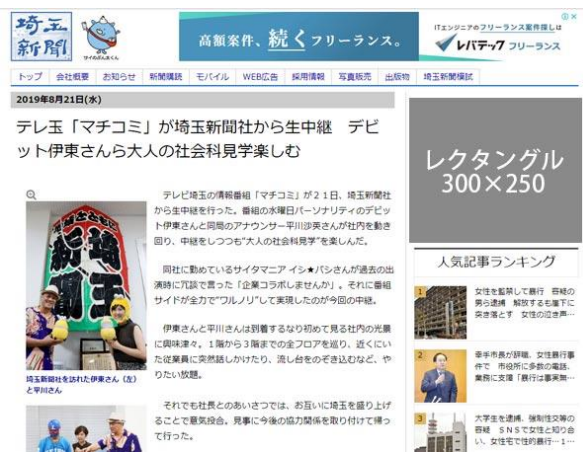 埼玉新聞
サイのぶんきくん
高額案件、続くフリーランス。
ITエンジニアのフリーランス案件探しは
レバテック フリーランス
トップ 会社概要 お知らせ 新聞購読 モバイル WEB広告 採用情報 写真販売 出版物 埼玉新聞模試
2019年8月21日(水)
テレ玉「マチコミ」が埼玉新聞社から生中継　デビ
ット伊東さんら大人の社会科見学楽しむ
テレビ埼玉の情報番組「マチコミ」が２１日、埼玉新聞社
から生中継を行った。番組の水曜日パーソナリティのデビッ
ト伊東さんと同局のアナウンサー平川沙英さんが社内を動き
回り、中継をしつつも“大人の社会科見学”を楽しんだ。
同社に勤めているサイタマニア イシ★バシさんが過去の出
演時に冗談で言った「企業コラボしませんか」。それに番組
サイドが全力で“フルノリ”して実現したのが今回の中継。
伊東さんと平川さんは到着するなり初めて見る社内の光景
に興味津々。１階から３階までの全フロアを巡り、近くにい
た従業員に突然話しかけたり、流し台をのぞき込むなど、や
りたい放題。
それでも社長とのあいさつでは、お互いに埼玉を盛り上げ
ることで意気投合。見事に今後の協力関係を取り付けて帰っ
て行った。
埼玉新聞社を訪れた伊東さん（左）
と平川さん
レクタングル
300×250
人気記事ランキング
1
女性を監禁して暴行　容疑の
男ら逮捕　解放するも崖下に
突き落とす　女性の泣き声…
2
幸手市長が辞職、女性暴行事
件で　市役所に多数の電話、
業務に支障「暴行は事実無…
3
大学生を逮捕、強制性交等の
容疑　ＳＮＳで女性と知り合
い、女性宅で性的暴行…１…